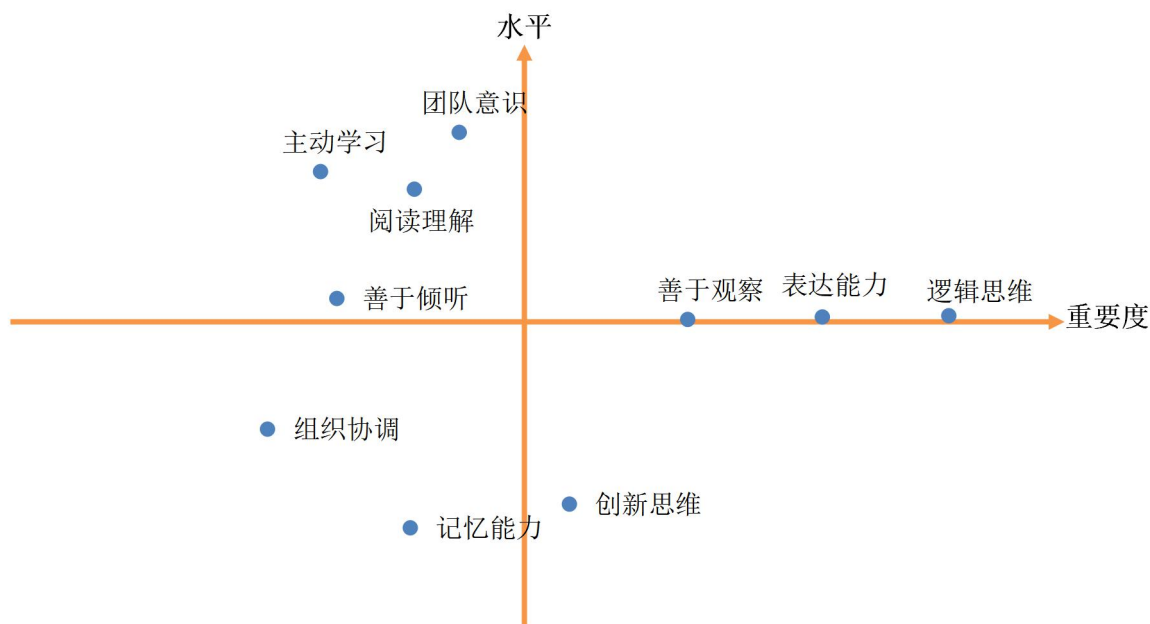 水平
团队意识
主动学习
阅读理解
善于倾听
善于观察
表达能力
逻辑思维
重要度
组织协调
创新思维
记忆能力